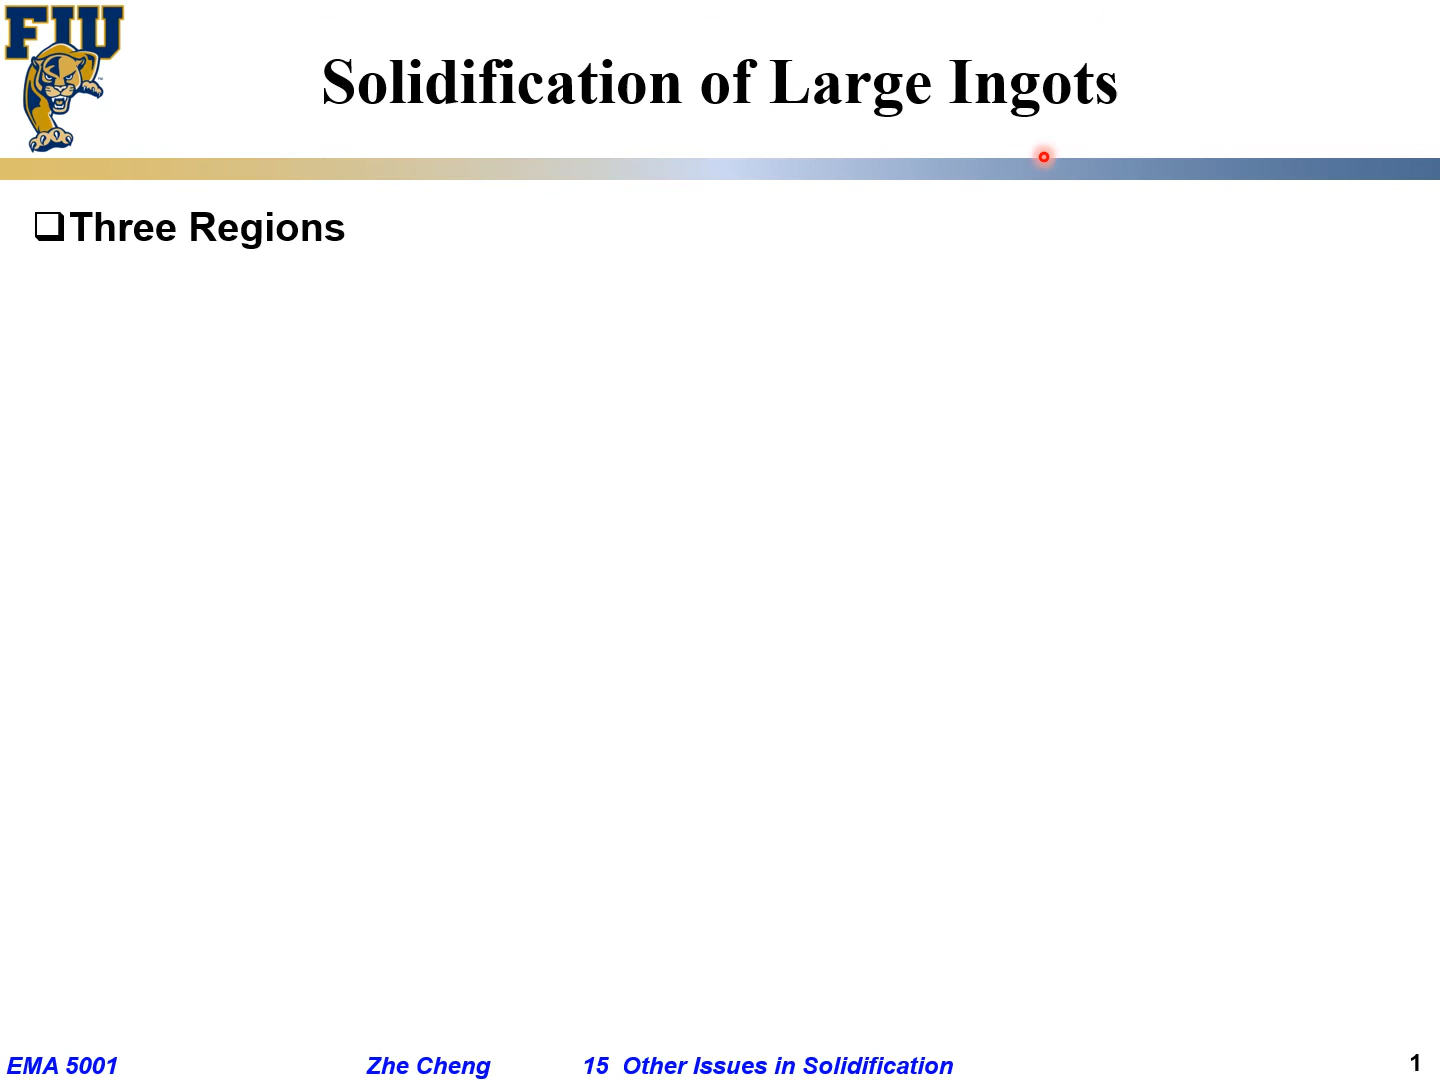 FIU
Solidification of Large Ingots
Three Regions
EMA 5001 Zhe Cheng 15 Other Issues in Solidification 1